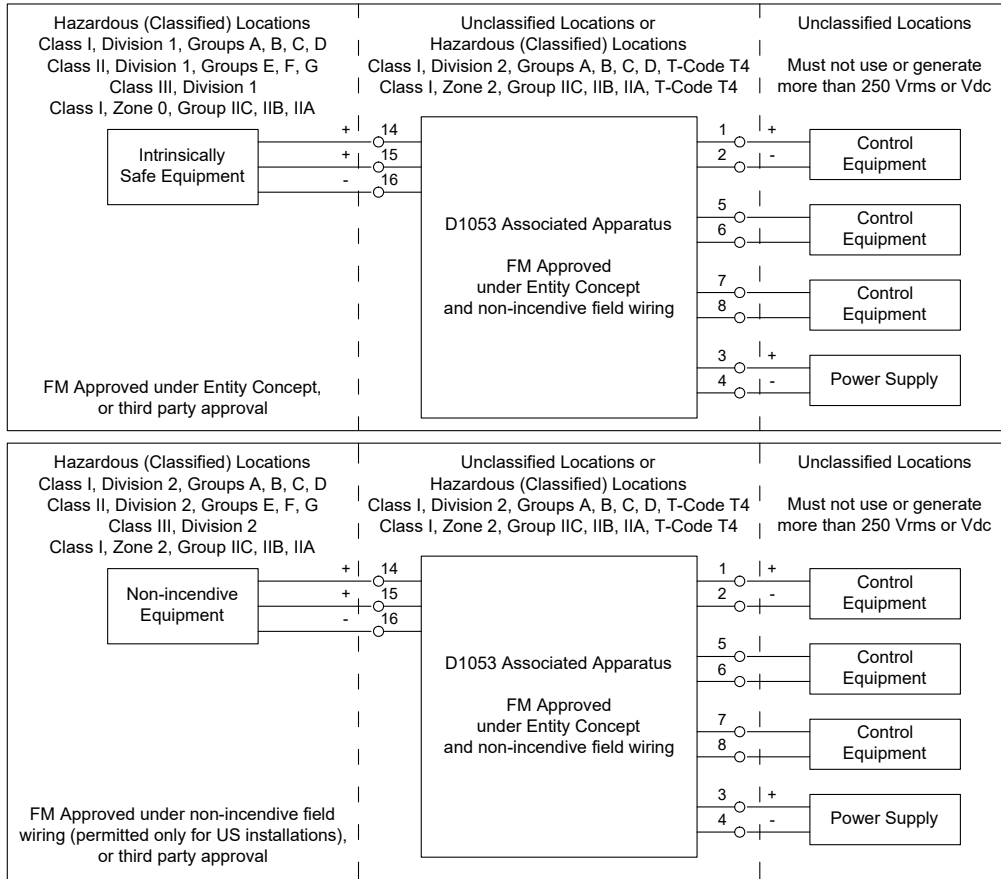 Hazardous (Classified) Locations
Class I, Division 1, Groups A, B, C, D
Class II, Division 1, Groups E, F, G
Class III, Division 1
Class I, Zone 0, Group IIC, IIB, IIA
Unclassified Locations or
Hazardous (Classified) Locations
Class I, Division 2, Groups A, B, C, D, T-Code T4
Class I, Zone 2, Group IIC, IIB, IIA, T-Code T4
Unclassified Locations
Must not use or generate
more than 250 Vrms or Vdc
Intrinsically
Safe Equipment
+ 14
+ 15
- 16
D1053 Associated Apparatus
FM Approved
under Entity Concept
and non-incendive field wiring
1 +
2 -
Control
Equipment
5
6
Control
Equipment
7
8
Control
Equipment
3 +
4 -
Power Supply
FM Approved under Entity Concept,
or third party approval
Hazardous (Classified) Locations
Class I, Division 2, Groups A, B, C, D
Class II, Division 2, Groups E, F, G
Class III, Division 2
Class I, Zone 2, Group IIC, IIB, IIA
Unclassified Locations or
Hazardous (Classified) Locations
Class I, Division 2, Groups A, B, C, D, T-Code T4
Class I, Zone 2, Group IIC, IIB, IIA, T-Code T4
Unclassified Locations
Must not use or generate
more than 250 Vrms or Vdc
Non-incendive
Equipment
+ 14
+ 15
- 16
D1053 Associated Apparatus
FM Approved
under Entity Concept
and non-incendive field wiring
1 +
2 -
Control
Equipment
5
6
Control
Equipment
7
8
Control
Equipment
3 +
4 -
Power Supply
FM Approved under non-incendive field
wiring (permitted only for US installations),
or third party approval